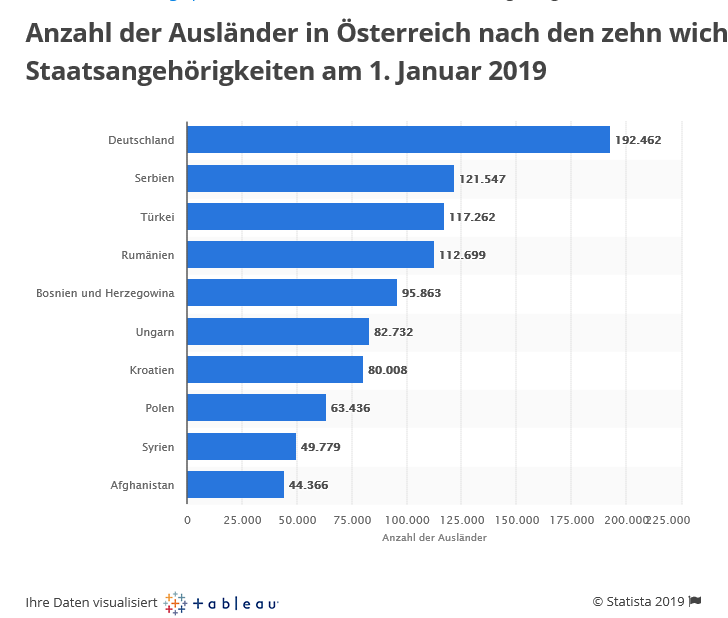 Anzahl der Ausländer in Österreich nach den zehn wich
Staatsangehörigkeiten am 1. Januar 2019
Deutschland 192.462
Serbien 121.547
Türkei 117.262
Rumänien 112.699
Bosnien und Herzegowina 95.863
Ungarn 82.732
Kroatien 80.008
Polen 63.436
Syrien 49.779
Afghanistan 44.366
0 25.000 50.000 75.000 100.000 125.000 150.000 175.000 200.000 225.000
Anzahl der Ausländer
Ihre Daten visualisiert tableau © Statista 2019